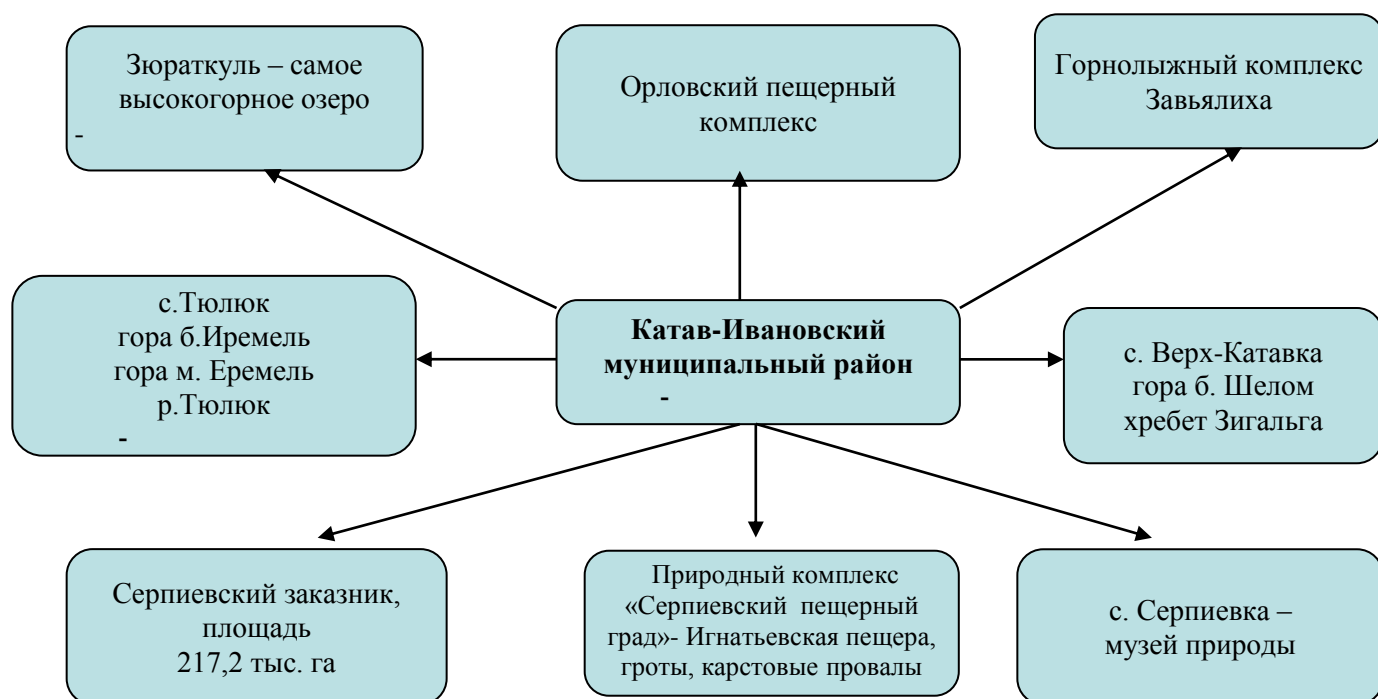 Зюраткуль – самое
высокогорное озеро
-
Орловский пещерный
комплекс
Горнолыжный комплекс
Завьялиха
с.Тюлюк
гора б.Иремель
гора м. Еремель
р.Тюлюк
-
Катав-Ивановский
муниципальный район
-
с. Верх-Катавка
гора б. Шелом
хребет Зигальга
Серпиевский заказник,
площадь
217,2 тыс. га
Природный комплекс
«Серпиевский пещерный
град»- Игнатьевская пещера,
гроты, карстовые провалы
с. Серпиевка –
музей природы